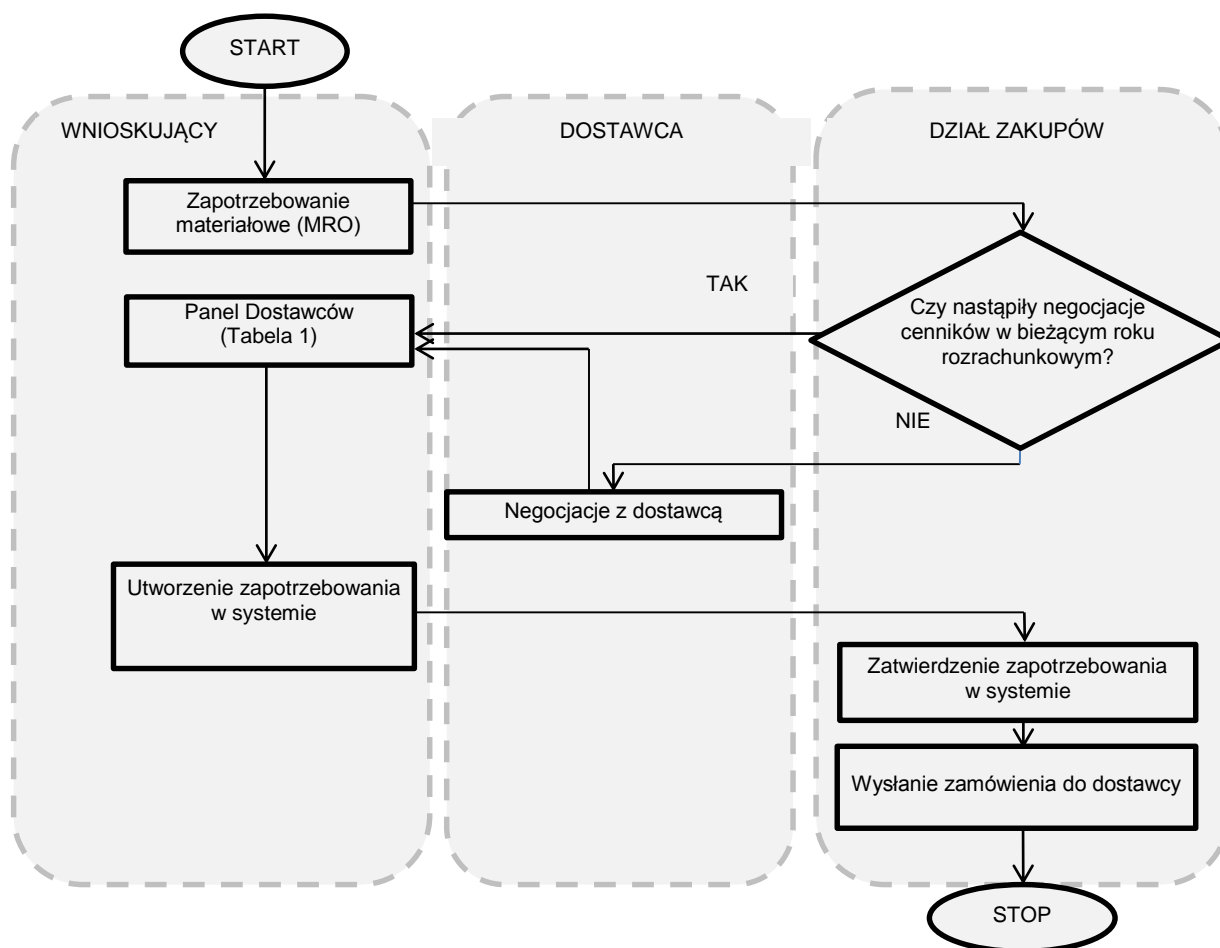 START
WNIOSKUJĄCY
DOSTAWCA
DZIAŁ ZAKUPÓW
Zapotrzebowanie
materiałowe (MRO)
TAK
Czy nastąpiły negocjacje
cenników w bieżącym roku
rozrachunkowym?
Panel Dostawców
(Tabela 1)
NIE
Negocjacje z dostawcą
Utworzenie zapotrzebowania
w systemie
Zatwierdzenie zapotrzebowania
w systemie
Wysłanie zamówienia do dostawcy
STOP